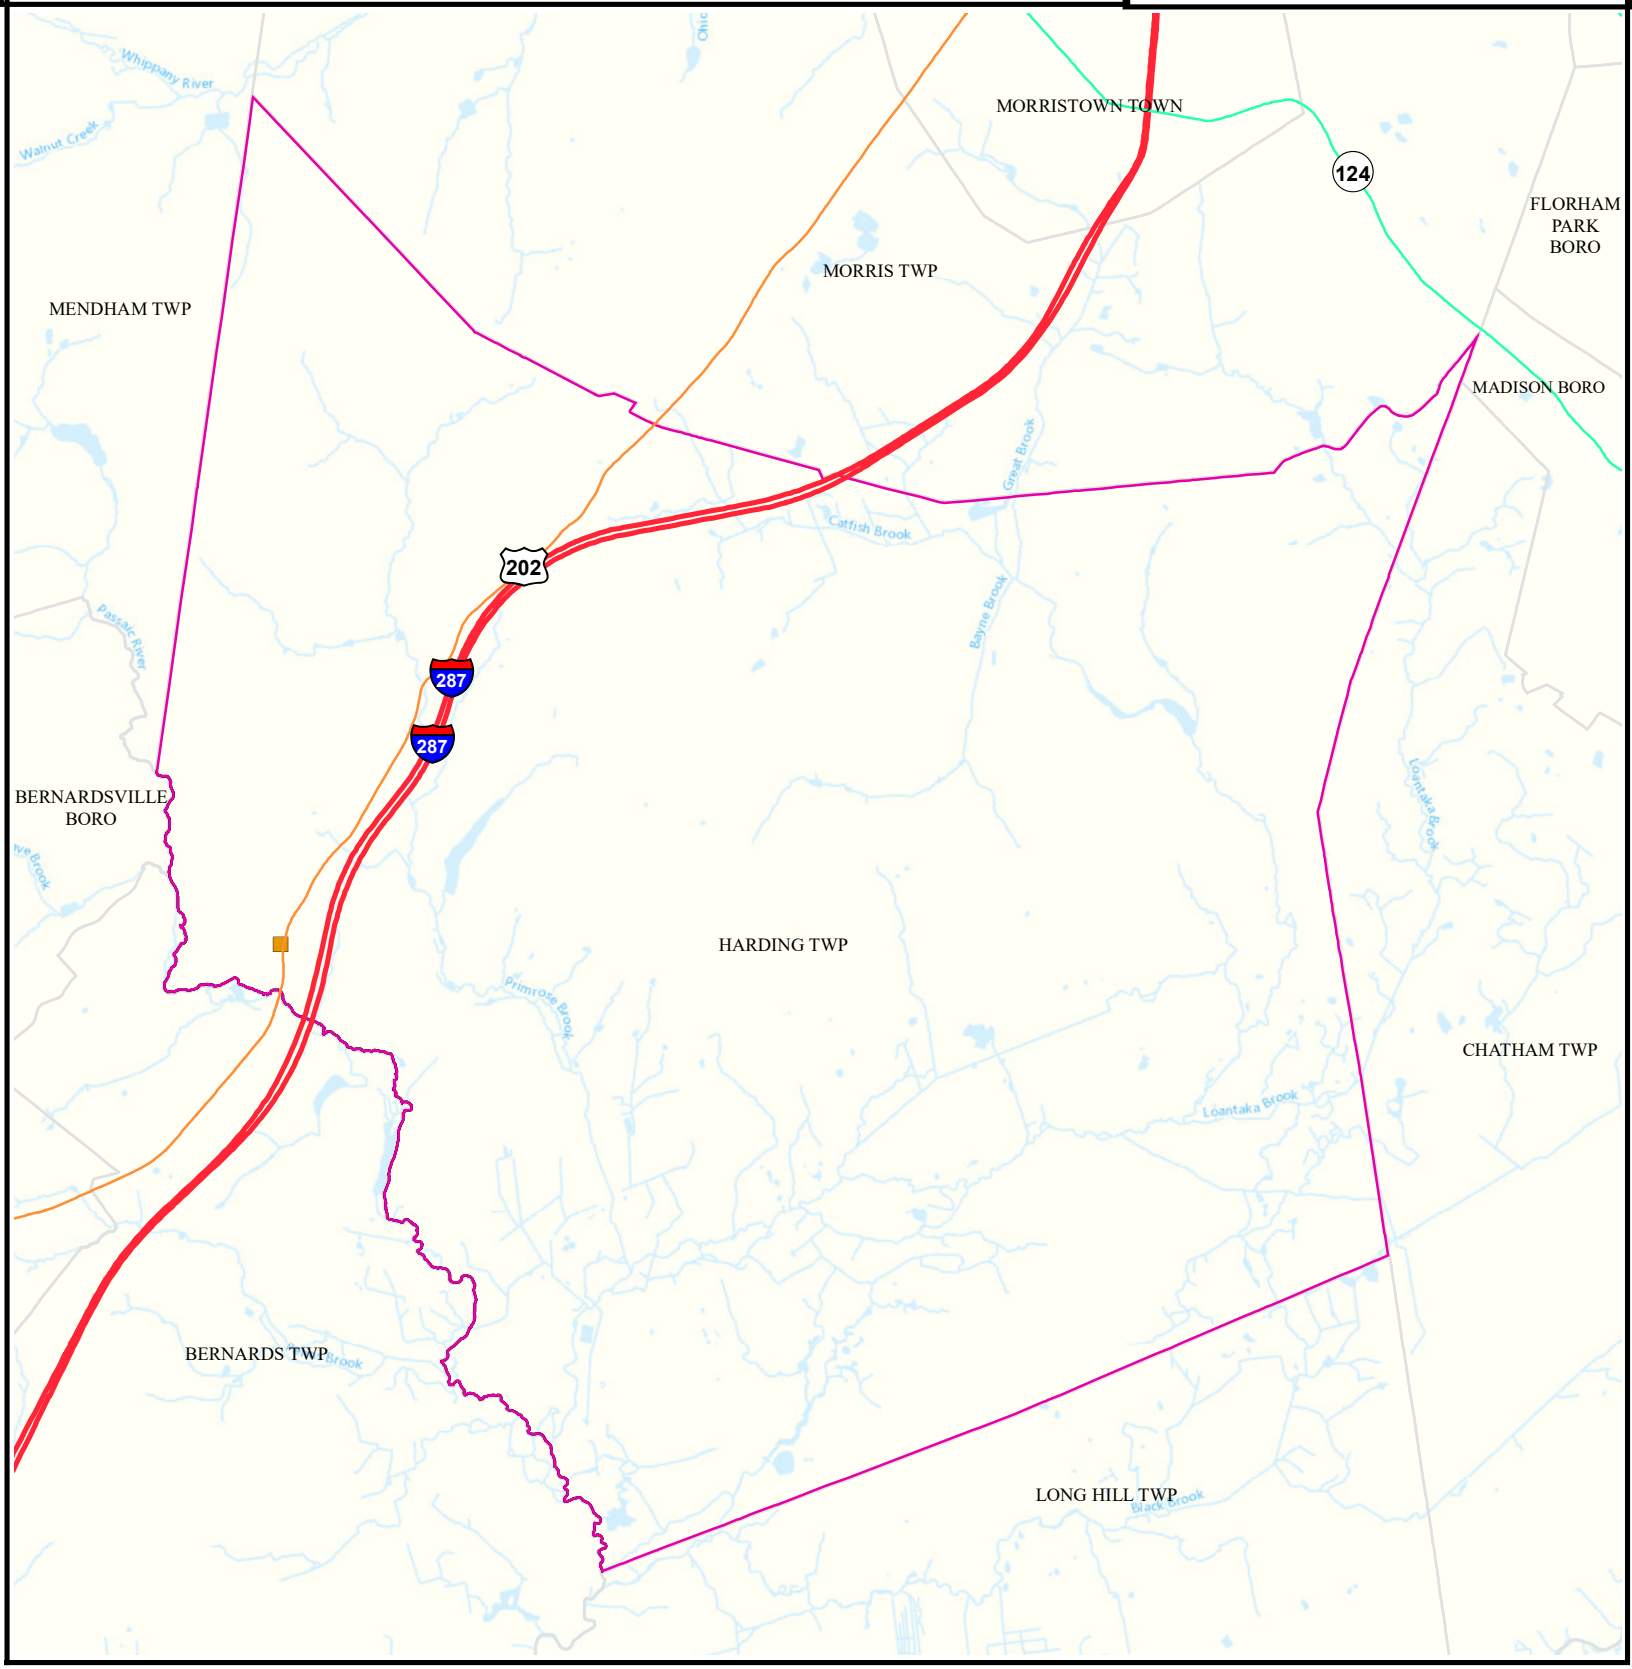 Whippany River
Walnut Creek
MORRISTOWN TOWN
124
FLORHAM
PARK
BORO
MORRIS TWP
MENDHAM TWP
MADISON BORO
Great Brook
Catfish Brook
202
Bayne Brook
Passaic River
287
287
BERNARDSVILLE
BORO
Loantaka Brook
Brook
HARDING TWP
Primrose Brook
CHATHAM TWP
Loantaka Brook
BERNARDS TWP
Brook
LONG HILL TWP
Black Brook